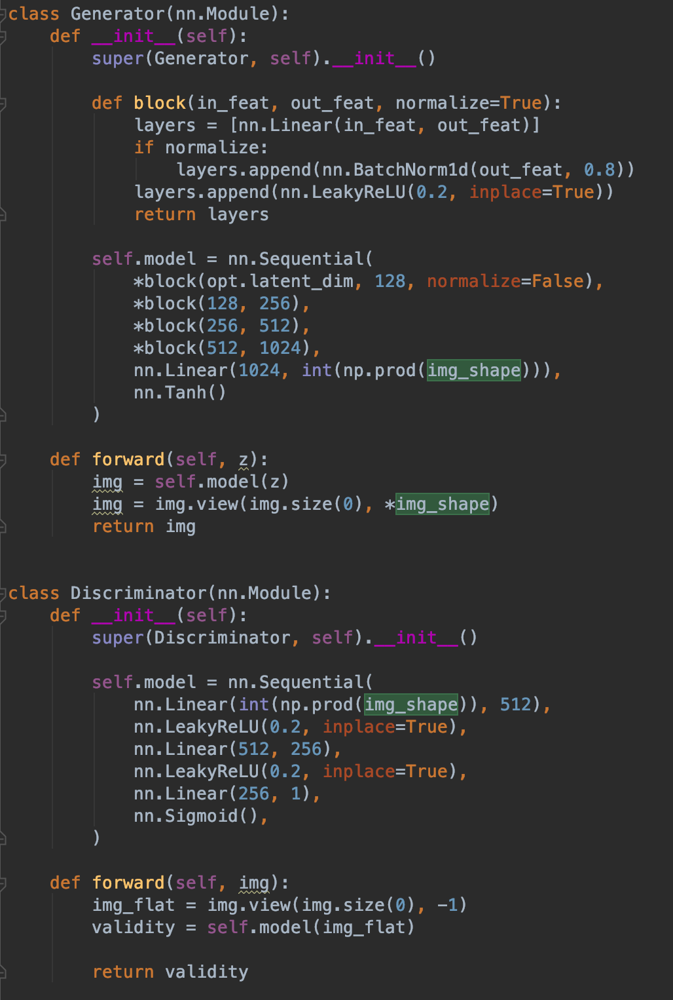 class Generator(nn.Module):
    def __init__(self):
        super(Generator, self).__init__()

        def block(in_feat, out_feat, normalize=True):
            layers = [nn.Linear(in_feat, out_feat)]
            if normalize:
                layers.append(nn.BatchNorm1d(out_feat, 0.8))
            layers.append(nn.LeakyReLU(0.2, inplace=True))
            return layers

        self.model = nn.Sequential(
            *block(opt.latent_dim, 128, normalize=False),
            *block(128, 256),
            *block(256, 512),
            *block(512, 1024),
            nn.Linear(1024, int(np.prod(img_shape))),
            nn.Tanh()
        )

    def forward(self, z):
        img = self.model(z)
        img = img.view(img.size(0), *img_shape)
        return img


class Discriminator(nn.Module):
    def __init__(self):
        super(Discriminator, self).__init__()

        self.model = nn.Sequential(
            nn.Linear(int(np.prod(img_shape)), 512),
            nn.LeakyReLU(0.2, inplace=True),
            nn.Linear(512, 256),
            nn.LeakyReLU(0.2, inplace=True),
            nn.Linear(256, 1),
            nn.Sigmoid(),
        )

    def forward(self, img):
        img_flat = img.view(img.size(0), -1)
        validity = self.model(img_flat)

        return validity